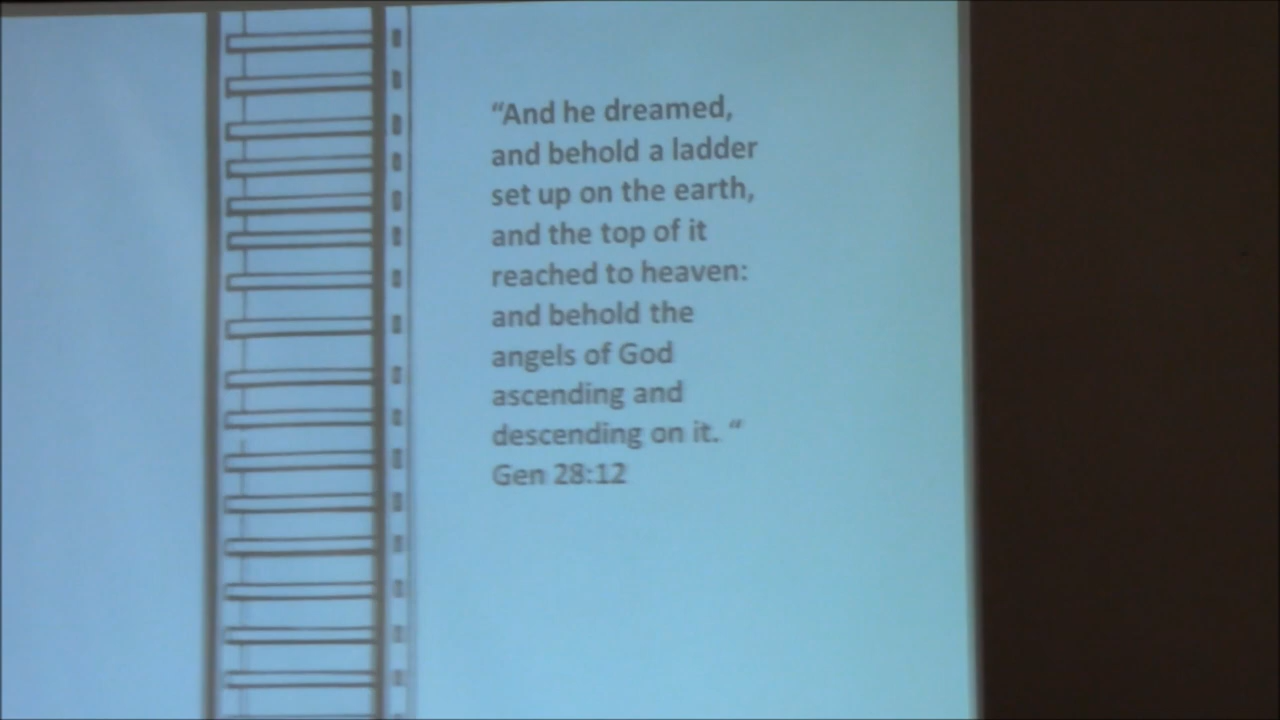 “And he dreamed,
and behold a ladder
set up on the earth,
and the top of it
reached to heaven:
and behold the
angels of God
ascending and
descending on it. “
Gen 28:12